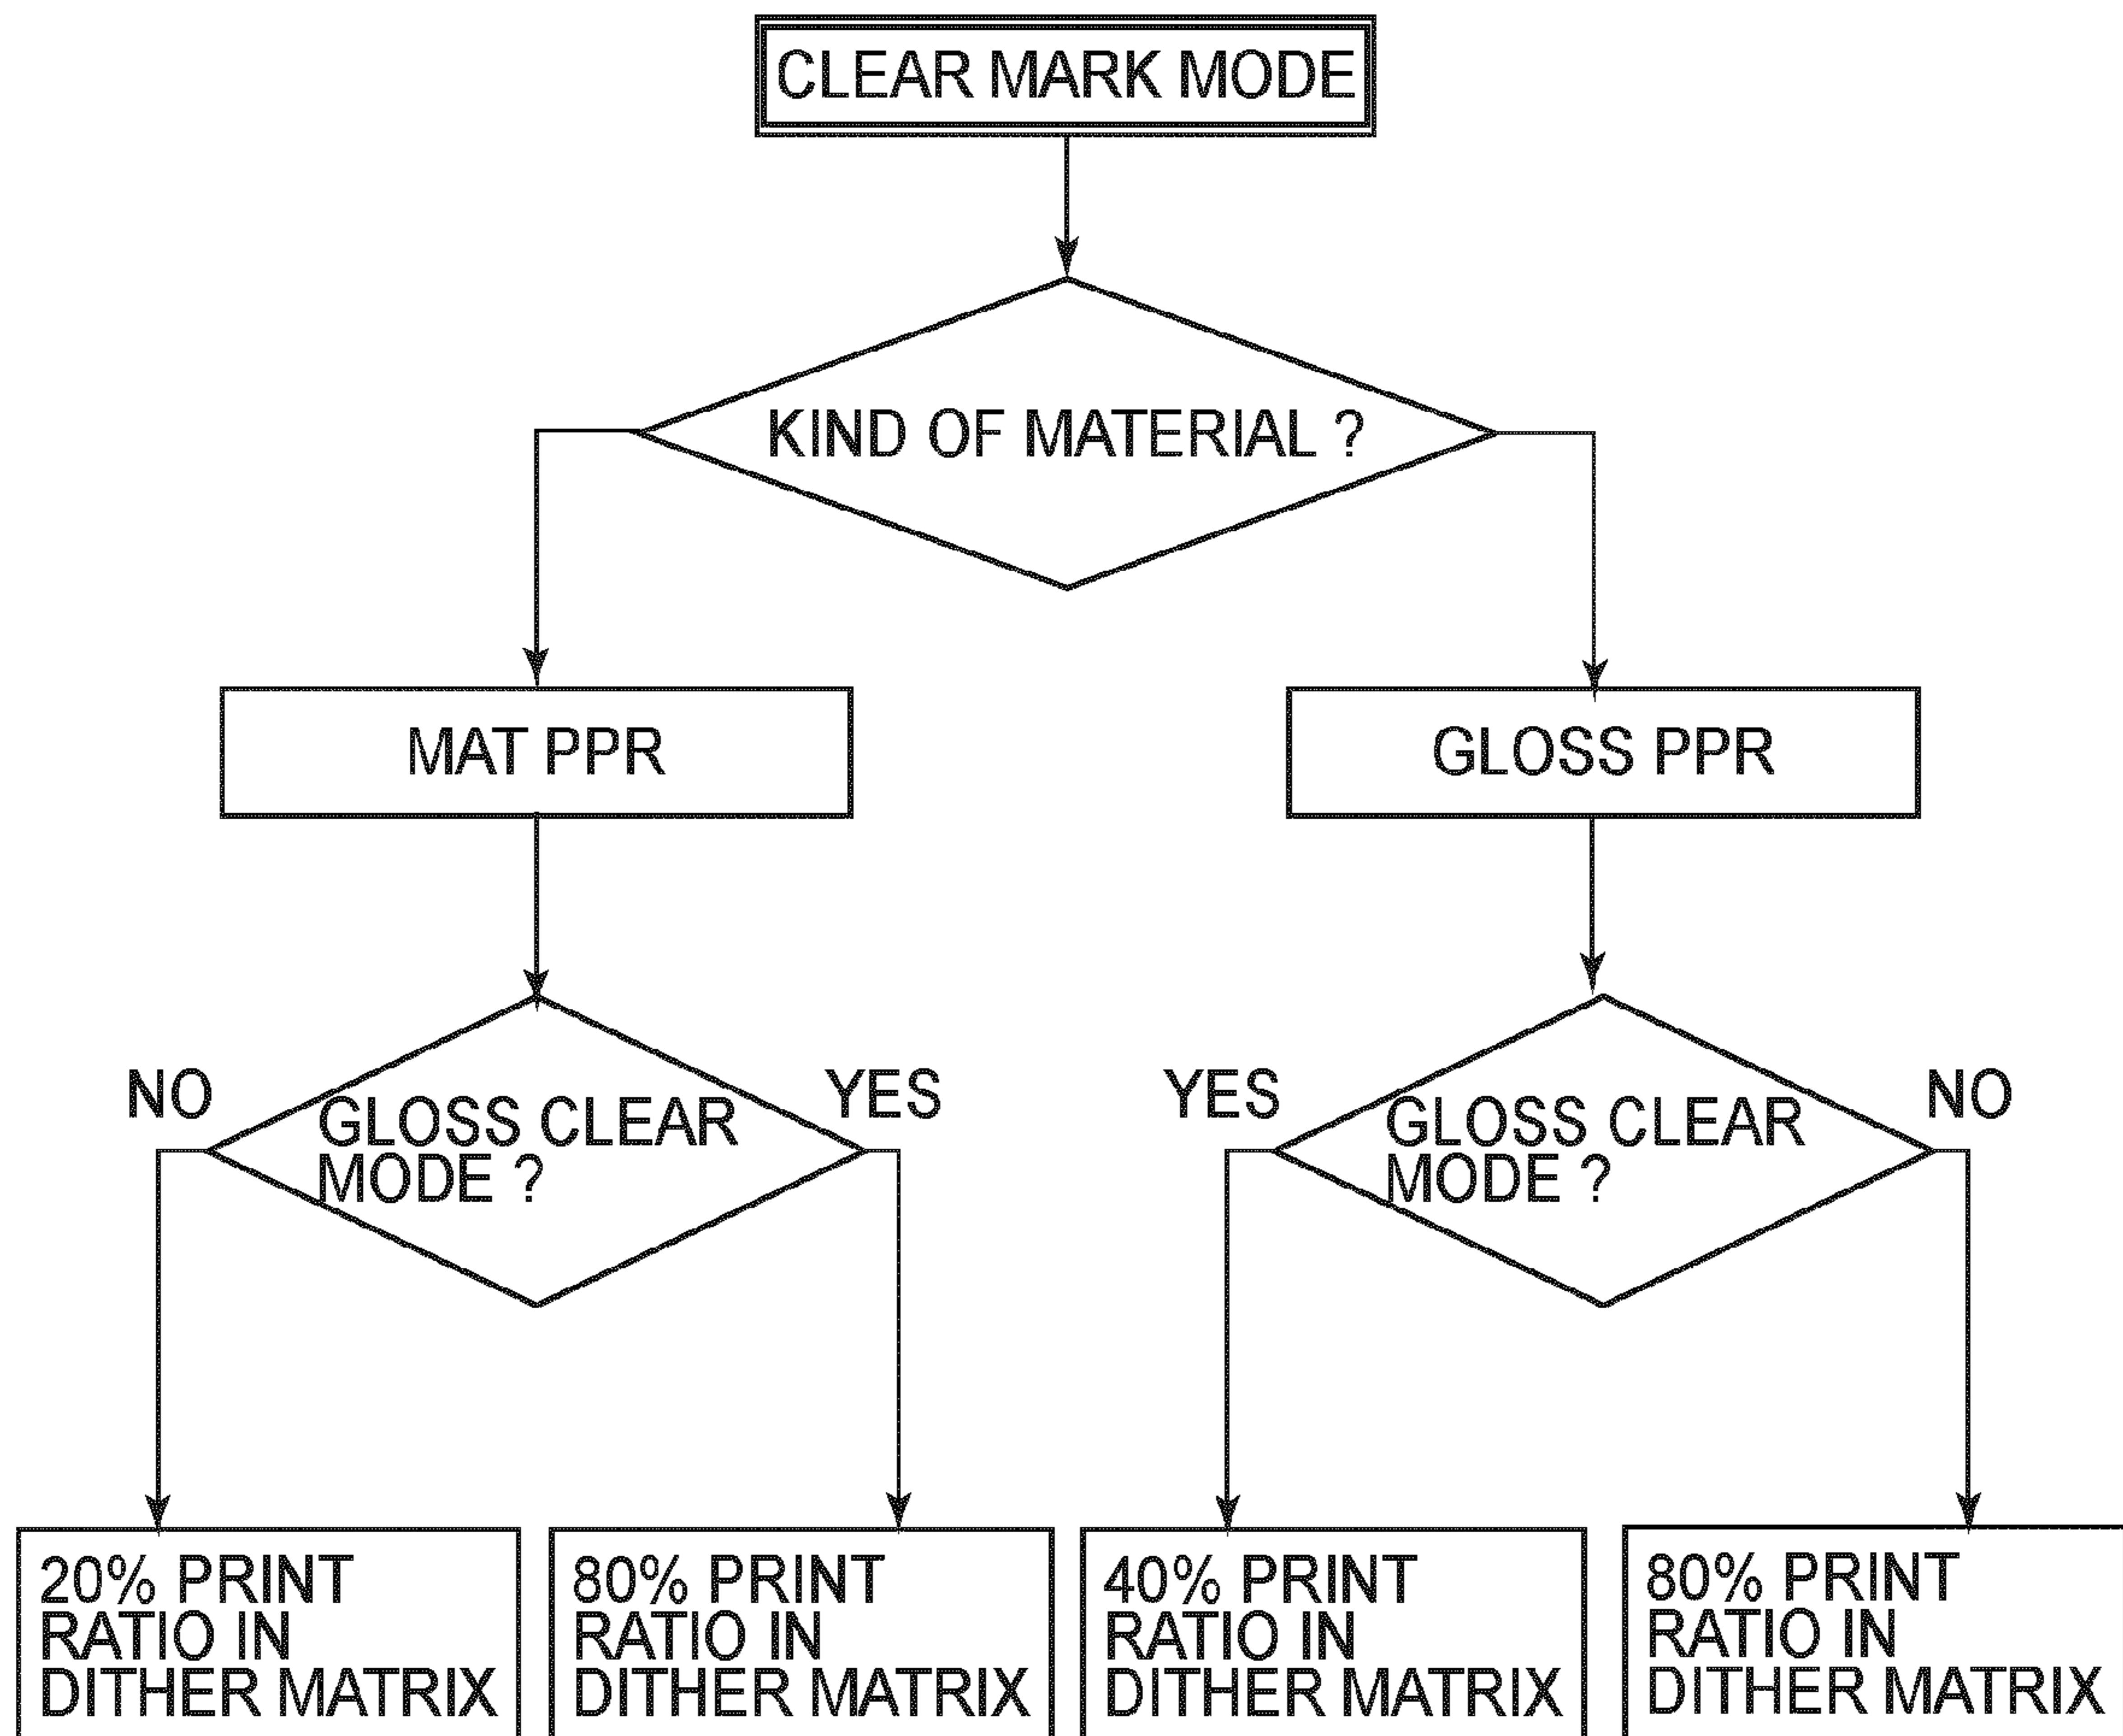 CLEAR MARK MODE
KIND OF MATERIAL ?
MAT PPR
GLOSS PPR
NO
YES
GLOSS CLEAR
MODE ?
YES
NO
GLOSS CLEAR
MODE ?
20% PRINT
RATIO IN
DITHER MATRIX
80% PRINT
RATIO IN
DITHER MATRIX
40% PRINT
RATIO IN
DITHER MATRIX
80% PRINT
RATIO IN
DITHER MATRIX